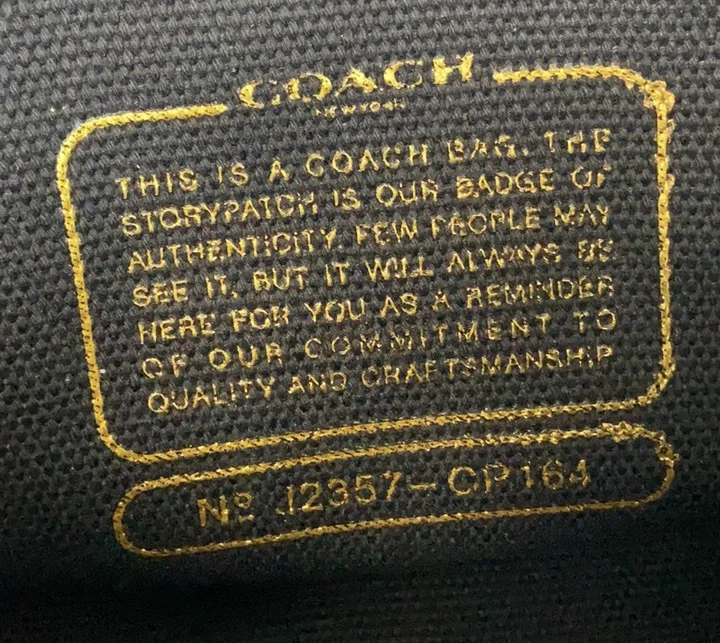 COACH
NEW YORK
THIS IS A COACH BAG. THE
STORYPATCH IS OUR BADGE OF
AUTHENTICITY. FEW PEOPLE MAY
SEE IT, BUT IT WILL ALWAYS BE
HERE FOR YOU AS A REMINDER
OF OUR COMMITMENT TO
QUALITY AND CRAFTSMANSHIP
Nº J2357-CP164